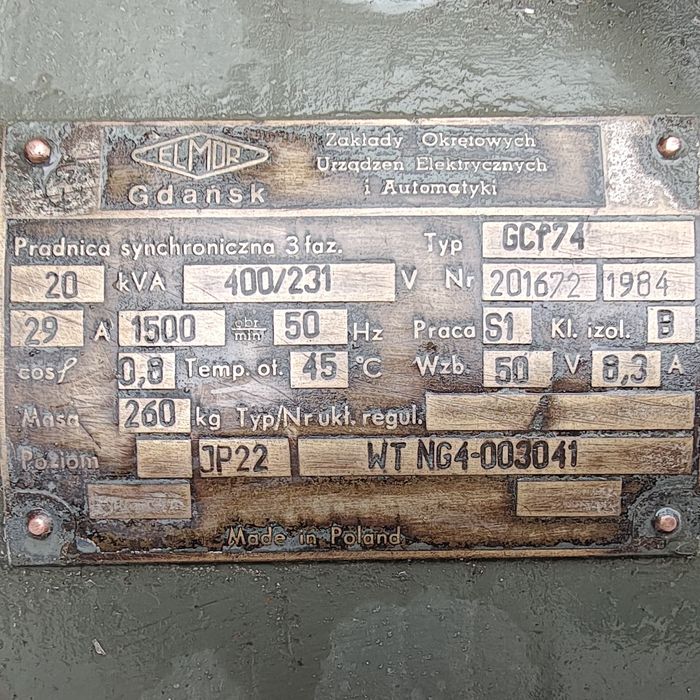 ELMOR
Gdańsk
Zakłady Okrętowych
Urządzeń Elektrycznych
i Automatyki
Prądnica synchroniczna 3 faz. Typ GCf74
20 kVA 400/231 V Nr 201672 1984
29 A 1500 obr/min 50 Hz Praca S1 Kl. izol. B
cosφ 0,8 Temp. ot. 45 °C Wzb. 50 V 8,3 A
Masa 260 kg Typ/Nr ukł. regul.
Poziom JP22 WT NG4-003041
Made in Poland